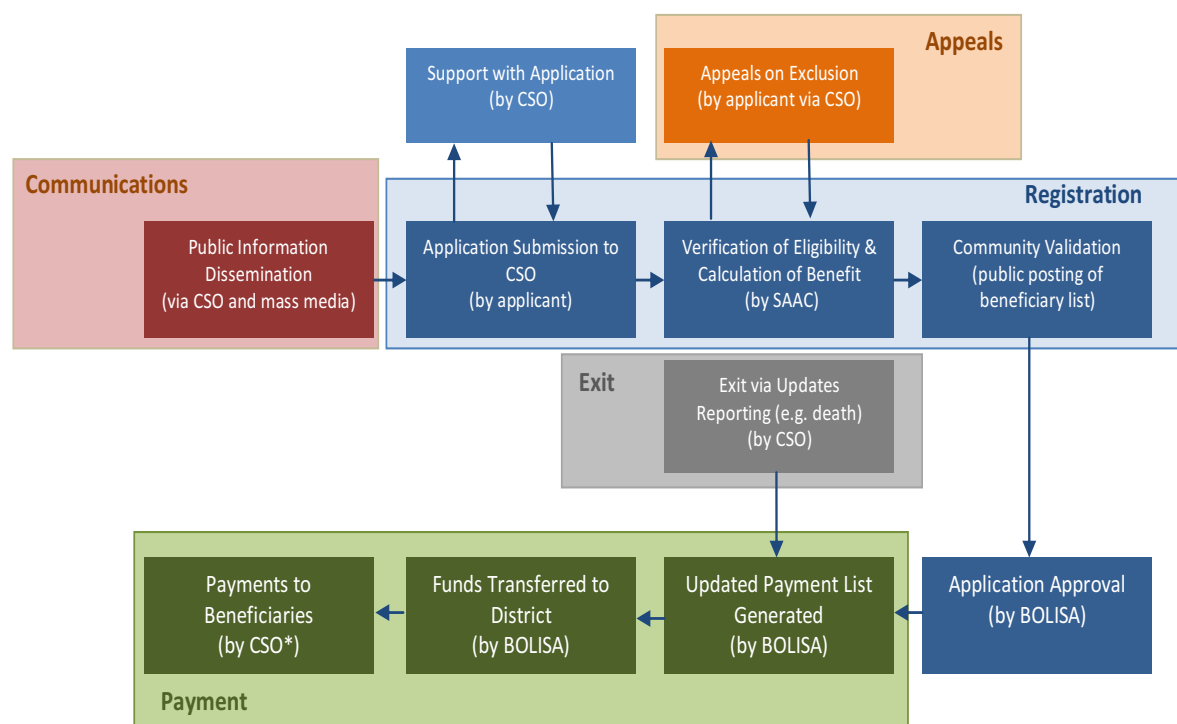 Appeals
Support with Application
(by CSO)
Appeals on Exclusion
(by applicant via CSO)
Communications
Registration
Public Information
Dissemination
(via CSO and mass media)
Application Submission to
CSO
(by applicant)
Verification of Eligibility &
Calculation of Benefit
(by SAAC)
Community Validation
(public posting of
beneficiary list)
Exit
Exit via Updates
Reporting (e.g. death)
(by CSO)
Payments to
Beneficiaries
(by CSO*)
Funds Transferred to
District
(by BOLISA)
Updated Payment List
Generated
(by BOLISA)
Application Approval
(by BOLISA)
Payment